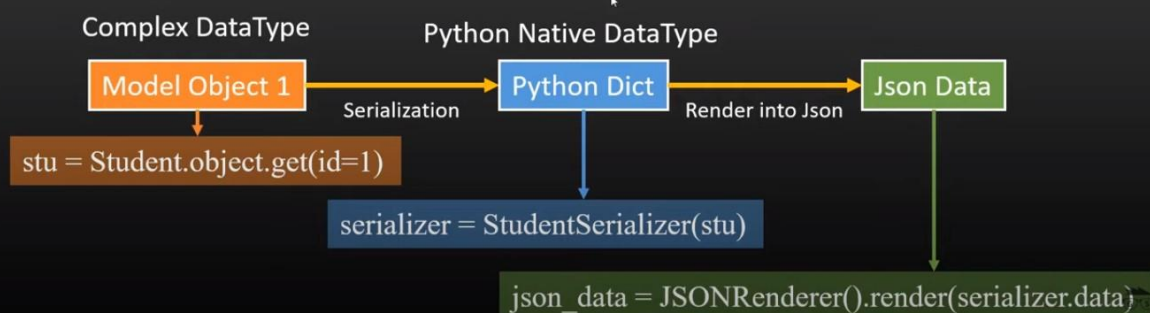 Complex DataType
Python Native DataType
Model Object 1
Python Dict
Json Data
Serialization
Render into Json
stu = Student.object.get(id=1)
serializer = StudentSerializer(stu)
json_data = JSONRenderer().render(serializer.data)